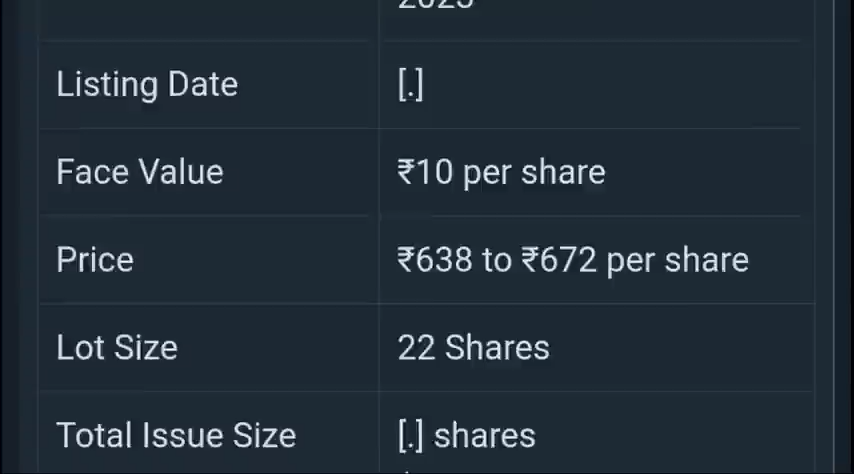 2023
Listing Date [.]
Face Value ₹10 per share
Price ₹638 to ₹672 per share
Lot Size 22 Shares
Total Issue Size [.] shares